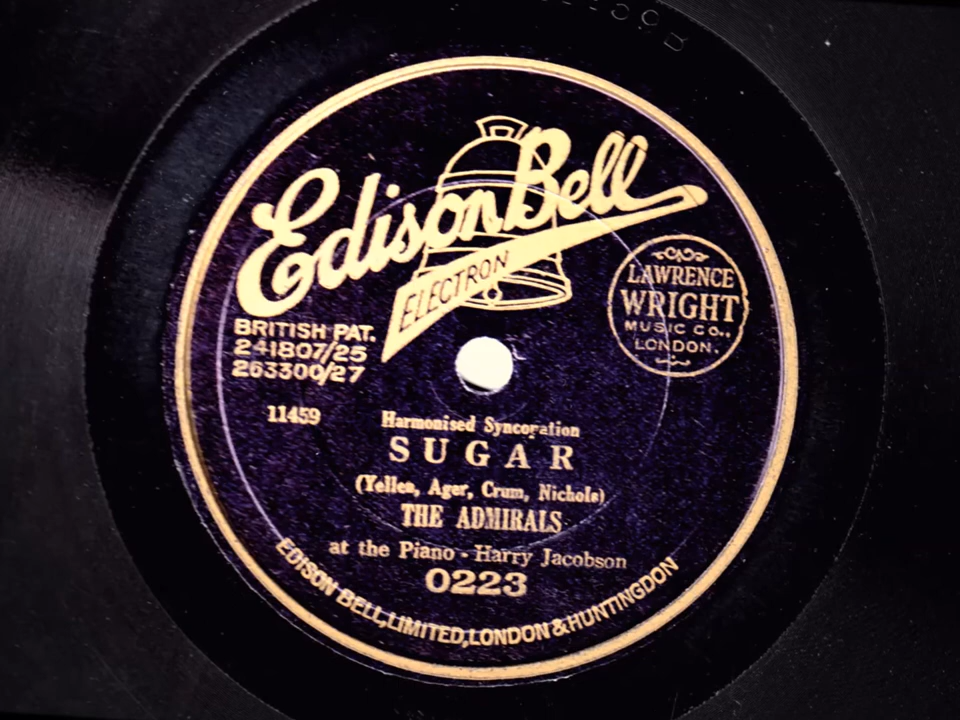 Edison Bell
ELECTRON
LAWRENCE
WRIGHT
MUSIC CO.,
LONDON.
BRITISH PAT.
241807/25
263300/27
11459
Harmonised Syncopation
SUGAR
(Yellen, Ager, Crum, Nichols)
THE ADMIRALS
at the Piano - Harry Jacobson
0223
EDISON BELL, LIMITED, LONDON & HUNTINGDON